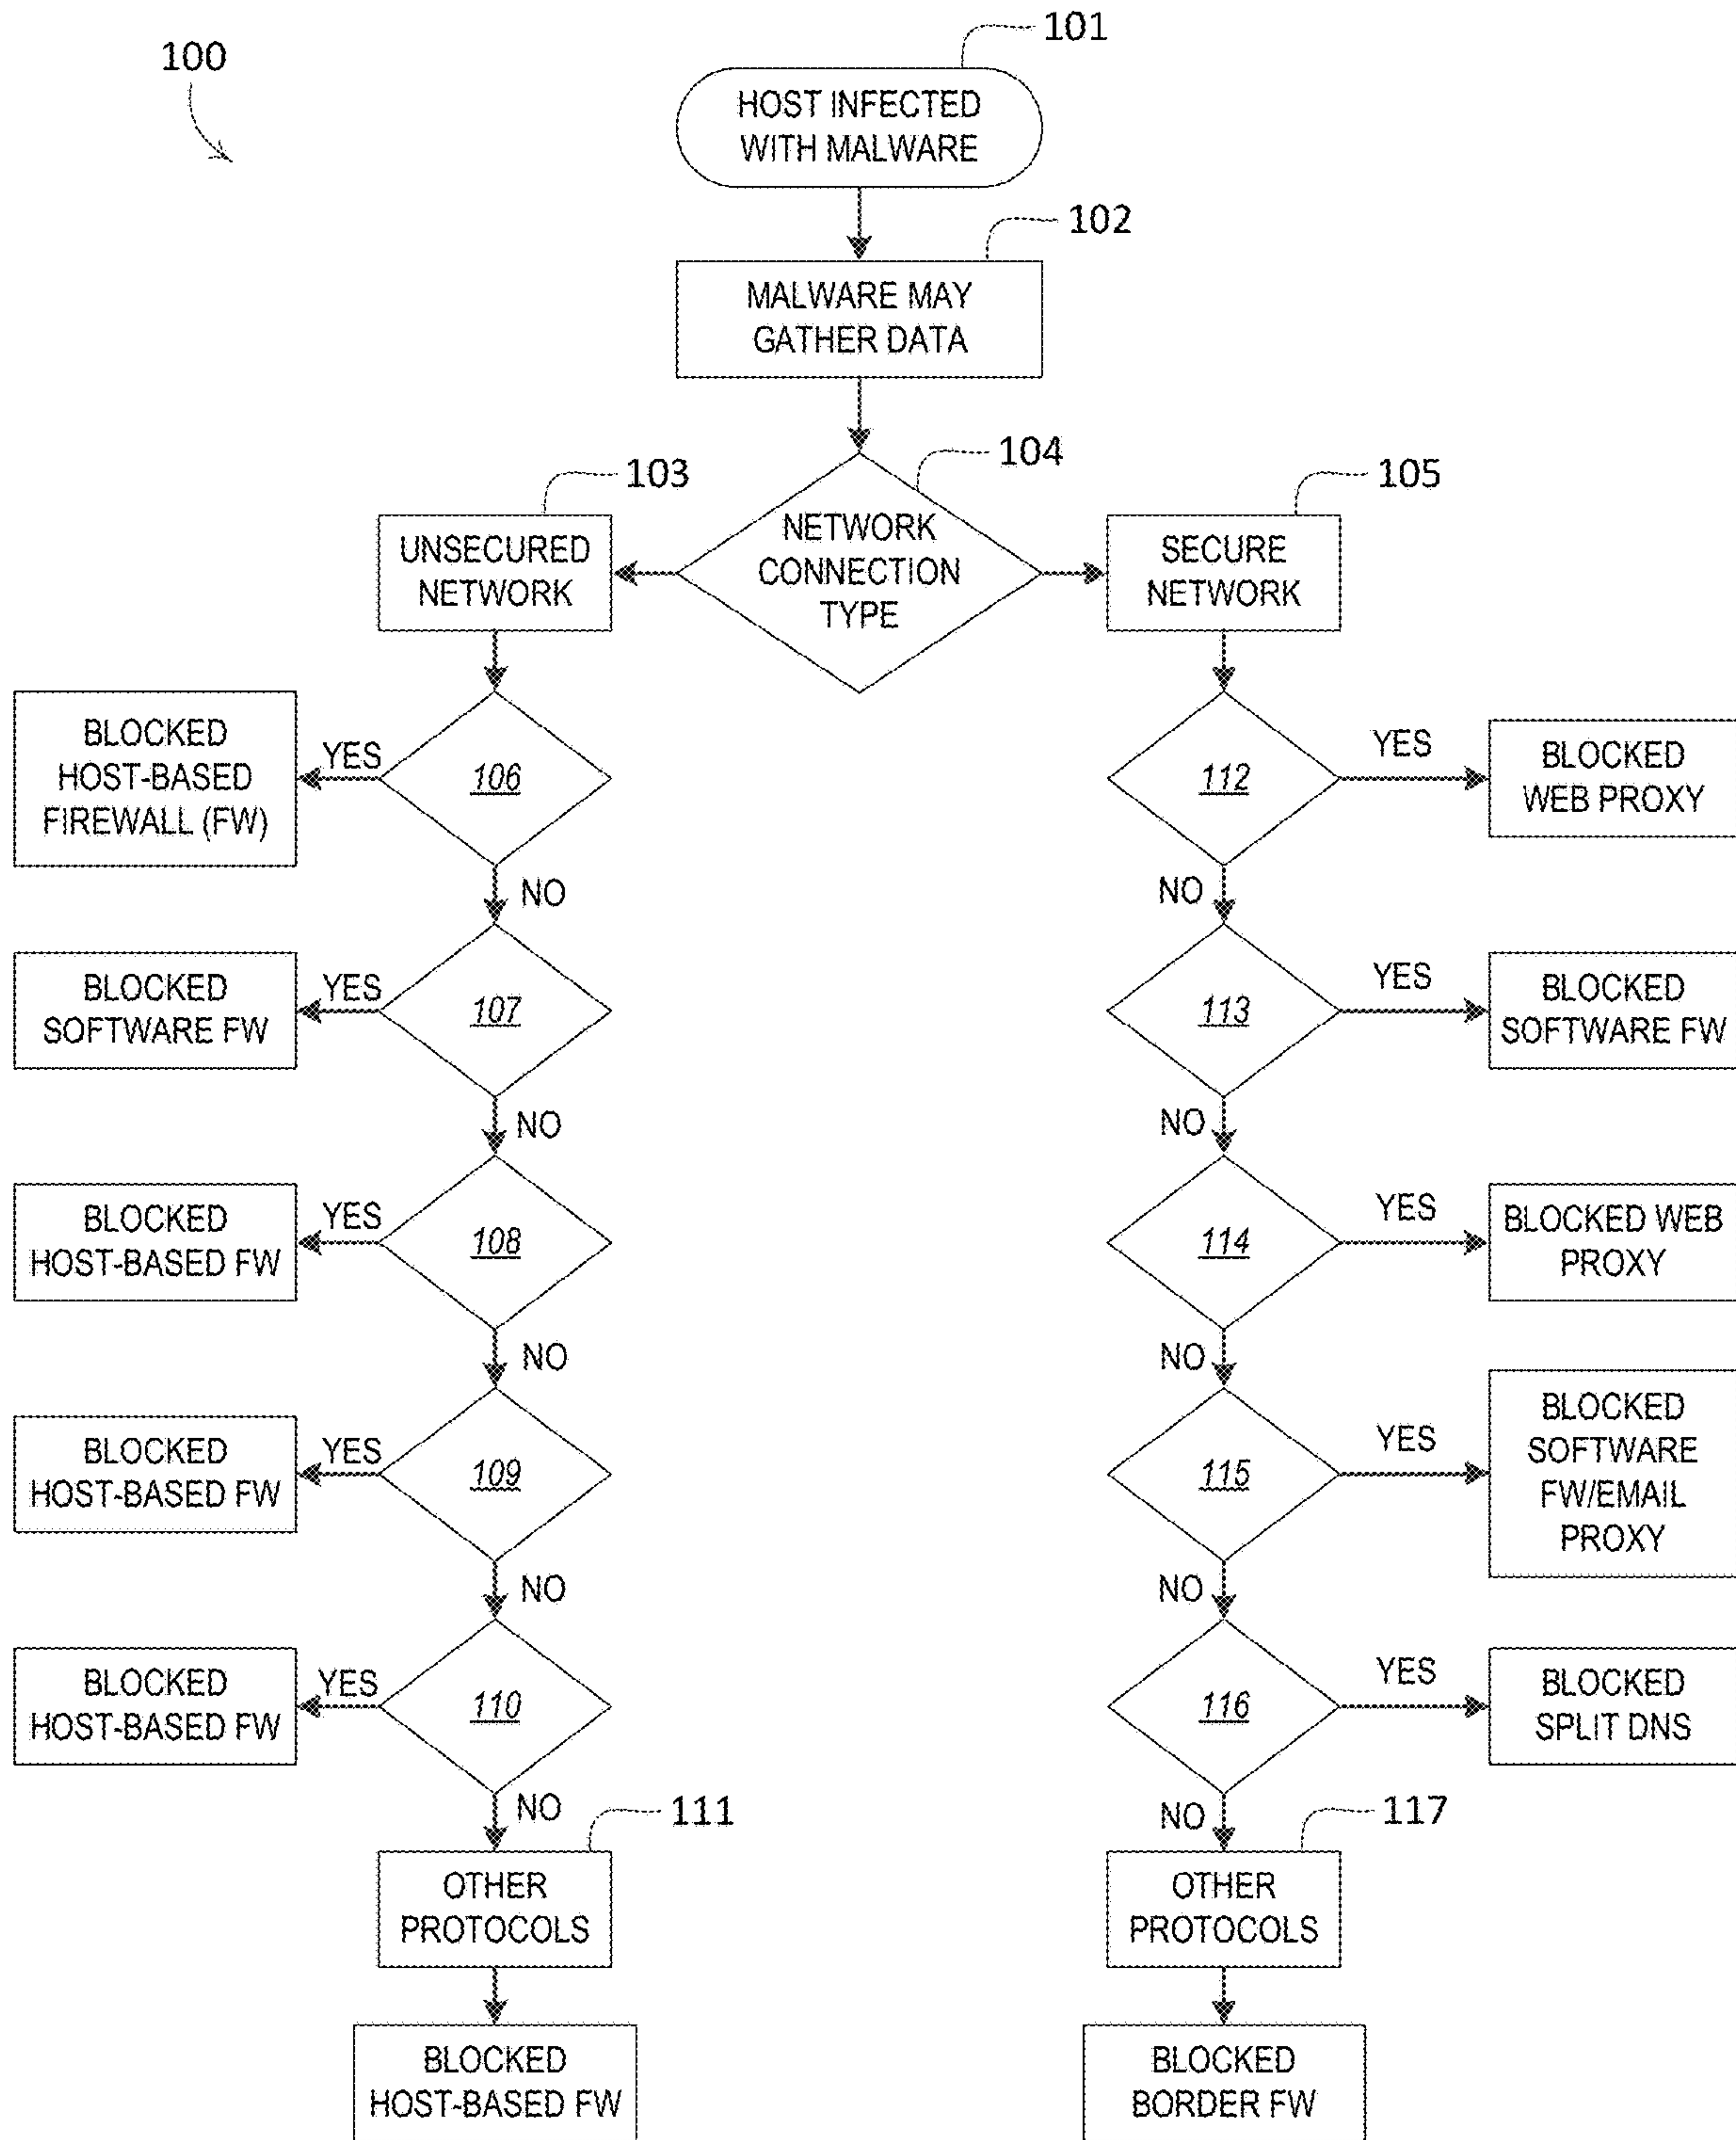 100
101
HOST INFECTED
WITH MALWARE
102
MALWARE MAY
GATHER DATA
103
104
105
UNSECURED
NETWORK
NETWORK
CONNECTION
TYPE
SECURE
NETWORK
BLOCKED
HOST-BASED
FIREWALL (FW)
YES
106
NO
112
YES
BLOCKED
WEB PROXY
NO
BLOCKED
SOFTWARE FW
YES
107
NO
113
YES
BLOCKED
SOFTWARE FW
NO
BLOCKED
HOST-BASED FW
YES
108
NO
114
YES
BLOCKED WEB
PROXY
NO
BLOCKED
HOST-BASED FW
YES
109
NO
115
YES
BLOCKED
SOFTWARE
FW/EMAIL
PROXY
NO
BLOCKED
HOST-BASED FW
YES
110
NO
116
YES
BLOCKED
SPLIT DNS
NO
111
OTHER
PROTOCOLS
117
OTHER
PROTOCOLS
BLOCKED
HOST-BASED FW
BLOCKED
BORDER FW